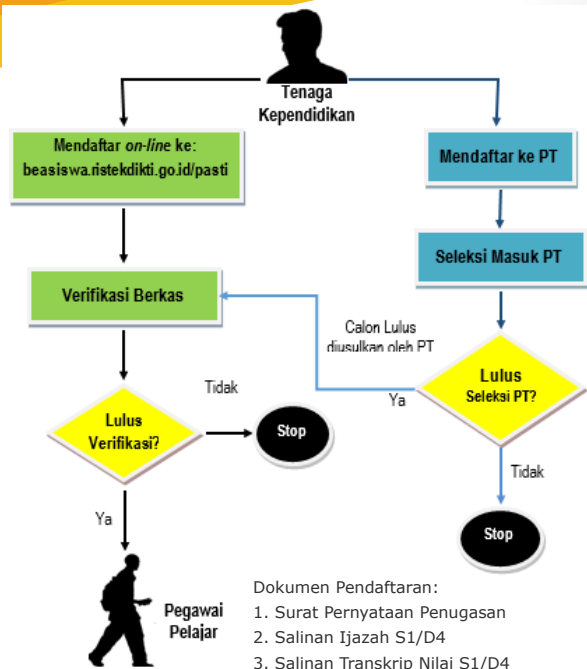 Tenaga
Kependidikan
Mendaftar on-line ke:
beasiswa.ristekdikti.go.id/pasti
Mendaftar ke PT
Seleksi Masuk PT
Verifikasi Berkas
Calon Lulus
diusulkan oleh PT
Lulus
Seleksi PT?
Ya
Tidak
Lulus
Verifikasi?
Stop
Tidak
Ya
Stop
Pegawai
Pelajar
Dokumen Pendaftaran:
1. Surat Pernyataan Penugasan
2. Salinan Ijazah S1/D4
3. Salinan Transkrip Nilai S1/D4